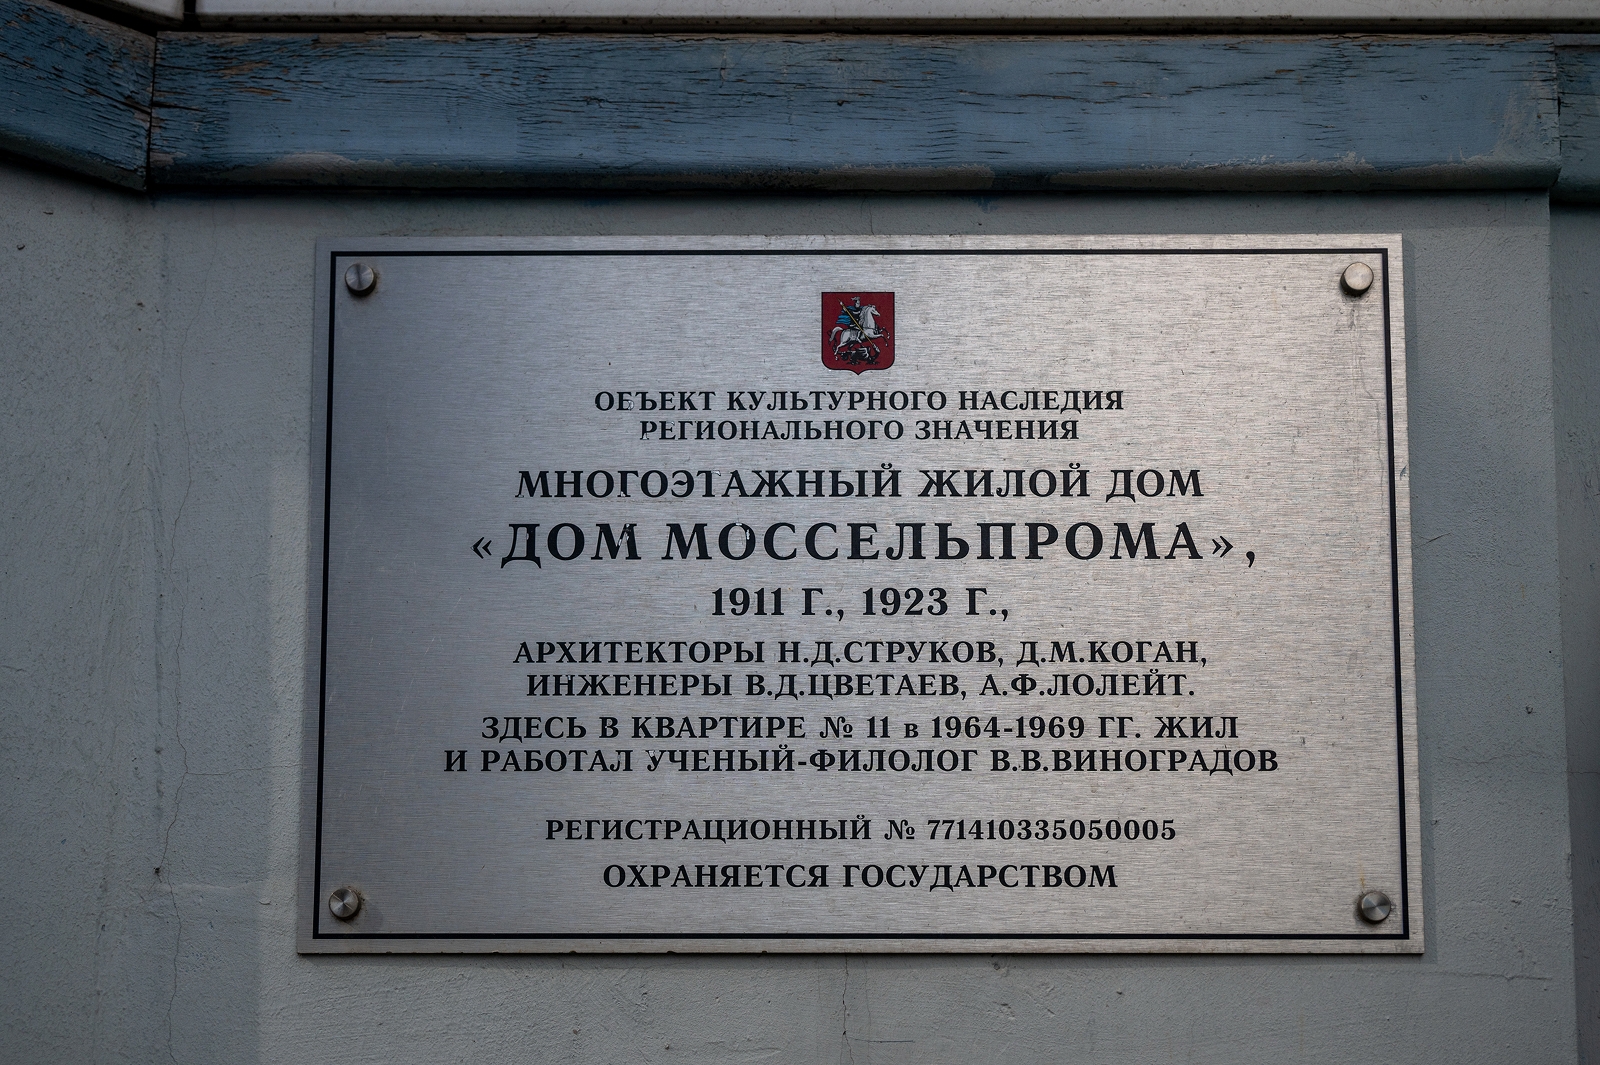 ОБЪЕКТ КУЛЬТУРНОГО НАСЛЕДИЯ
РЕГИОНАЛЬНОГО ЗНАЧЕНИЯ
МНОГОЭТАЖНЫЙ ЖИЛОЙ ДОМ
«ДОМ МОССЕЛЬПРОМА»,
1911 Г., 1923 Г.,
АРХИТЕКТОРЫ Н.Д.СТРУКОВ, Д.М.КОГАН,
ИНЖЕНЕРЫ В.Д.ЦВЕТАЕВ, А.Ф.ЛОЛЕЙТ.
ЗДЕСЬ В КВАРТИРЕ № 11 в 1964-1969 ГГ. ЖИЛ
И РАБОТАЛ УЧЕНЫЙ-ФИЛОЛОГ В.В.ВИНОГРАДОВ
РЕГИСТРАЦИОННЫЙ № 771410335050005
ОХРАНЯЕТСЯ ГОСУДАРСТВОМ